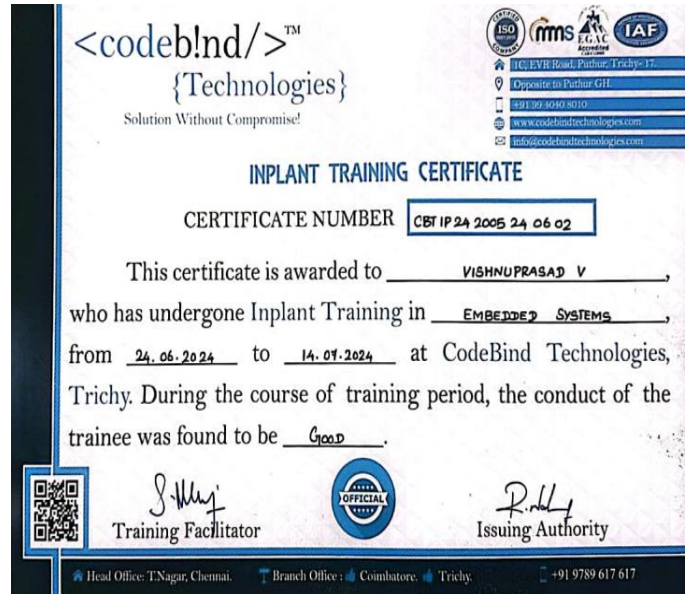 <codeb!nd/>™
{Technologies}
Solution Without Compromise!
ISO
mms
EGAC
Accredited
IAF
1C, EVR Road, Puthur, Trichy- 17.
Opposite to Puthur GH.
+91 99 4040 8010
www.codebindtechnologies.com
info@codebindtechnologies.com
INPLANT TRAINING CERTIFICATE
CERTIFICATE NUMBER CBT IP 24 2005 24 06 02
This certificate is awarded to VISHNUPRASAD V,
who has undergone Inplant Training in EMBEDDED SYSTEMS,
from 24.06.2024 to 14.07.2024 at CodeBind Technologies,
Trichy. During the course of training period, the conduct of the
trainee was found to be GOOD.
OFFICIAL
Training Facilitator
Issuing Authority
Head Office: T.Nagar, Chennai. Branch Office : Coimbatore. Trichy. +91 9789 617 617